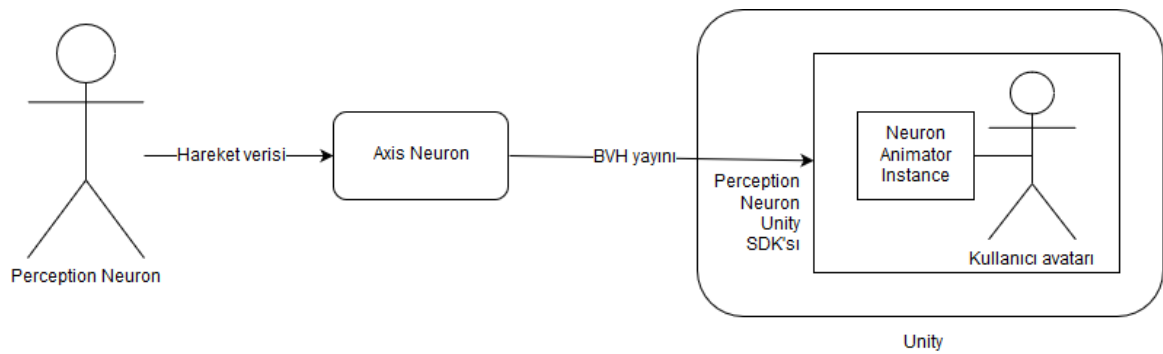 Perception Neuron
Hareket verisi
Axis Neuron
BVH yayını
Perception
Neuron
Unity
SDK'sı
Neuron
Animator
Instance
Kullanıcı avatarı
Unity